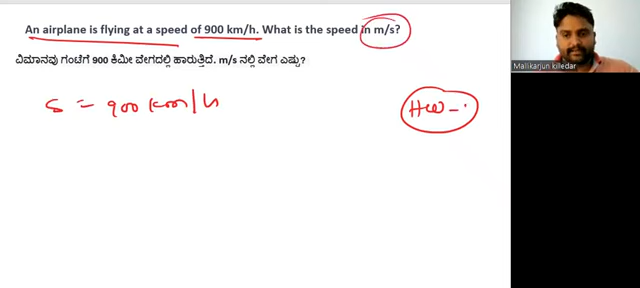 An airplane is flying at a speed of 900 km/h. What is the speed in m/s?
ವಿಮಾನವು ಗಂಟೆಗೆ 900 ಕಿಮೀ ವೇಗದಲ್ಲಿ ಹಾರುತ್ತಿದೆ. m/s ನಲ್ಲಿ ವೇಗ ಎಷ್ಟು?
S = 900 km/h
HW -
Mallikarjun killedar